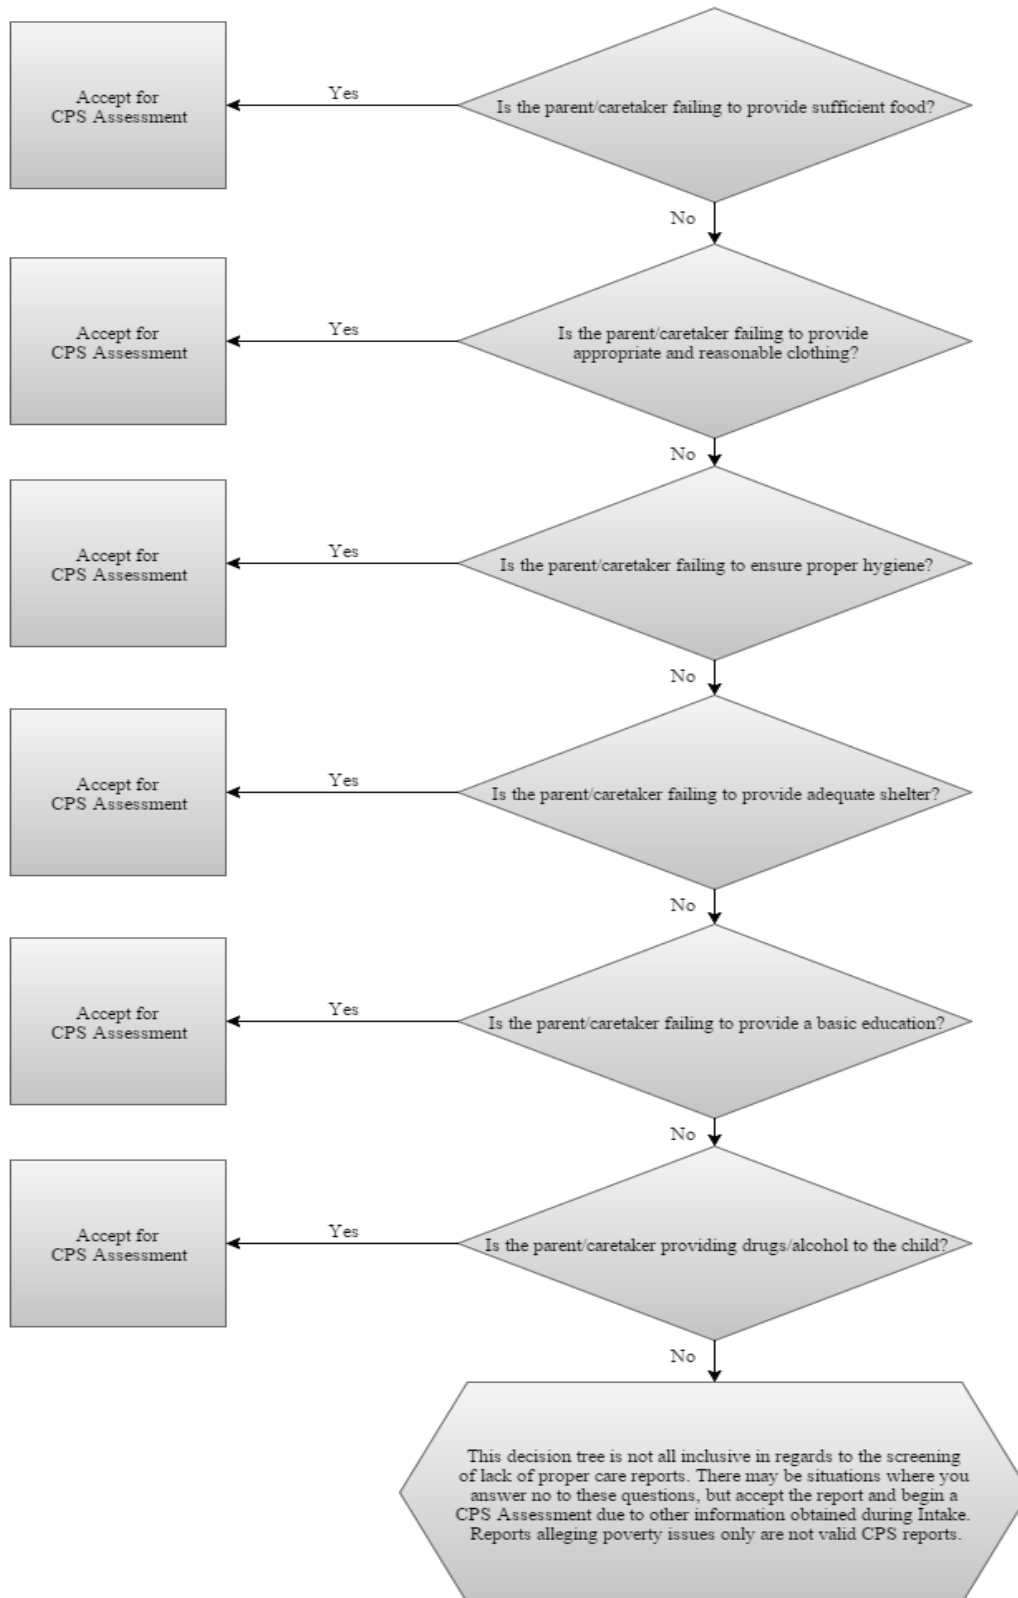 Accept for
CPS Assessment
Yes
Is the parent/caretaker failing to provide sufficient food?
No
Accept for
CPS Assessment
Yes
Is the parent/caretaker failing to provide
appropriate and reasonable clothing?
No
Accept for
CPS Assessment
Yes
Is the parent/caretaker failing to ensure proper hygiene?
No
Accept for
CPS Assessment
Yes
Is the parent/caretaker failing to provide adequate shelter?
No
Accept for
CPS Assessment
Yes
Is the parent/caretaker failing to provide a basic education?
No
Accept for
CPS Assessment
Yes
Is the parent/caretaker providing drugs/alcohol to the child?
No
This decision tree is not all inclusive in regards to the screening
of lack of proper care reports. There may be situations where you
answer no to these questions, but accept the report and begin a
CPS Assessment due to other information obtained during Intake.
Reports alleging poverty issues only are not valid CPS reports.